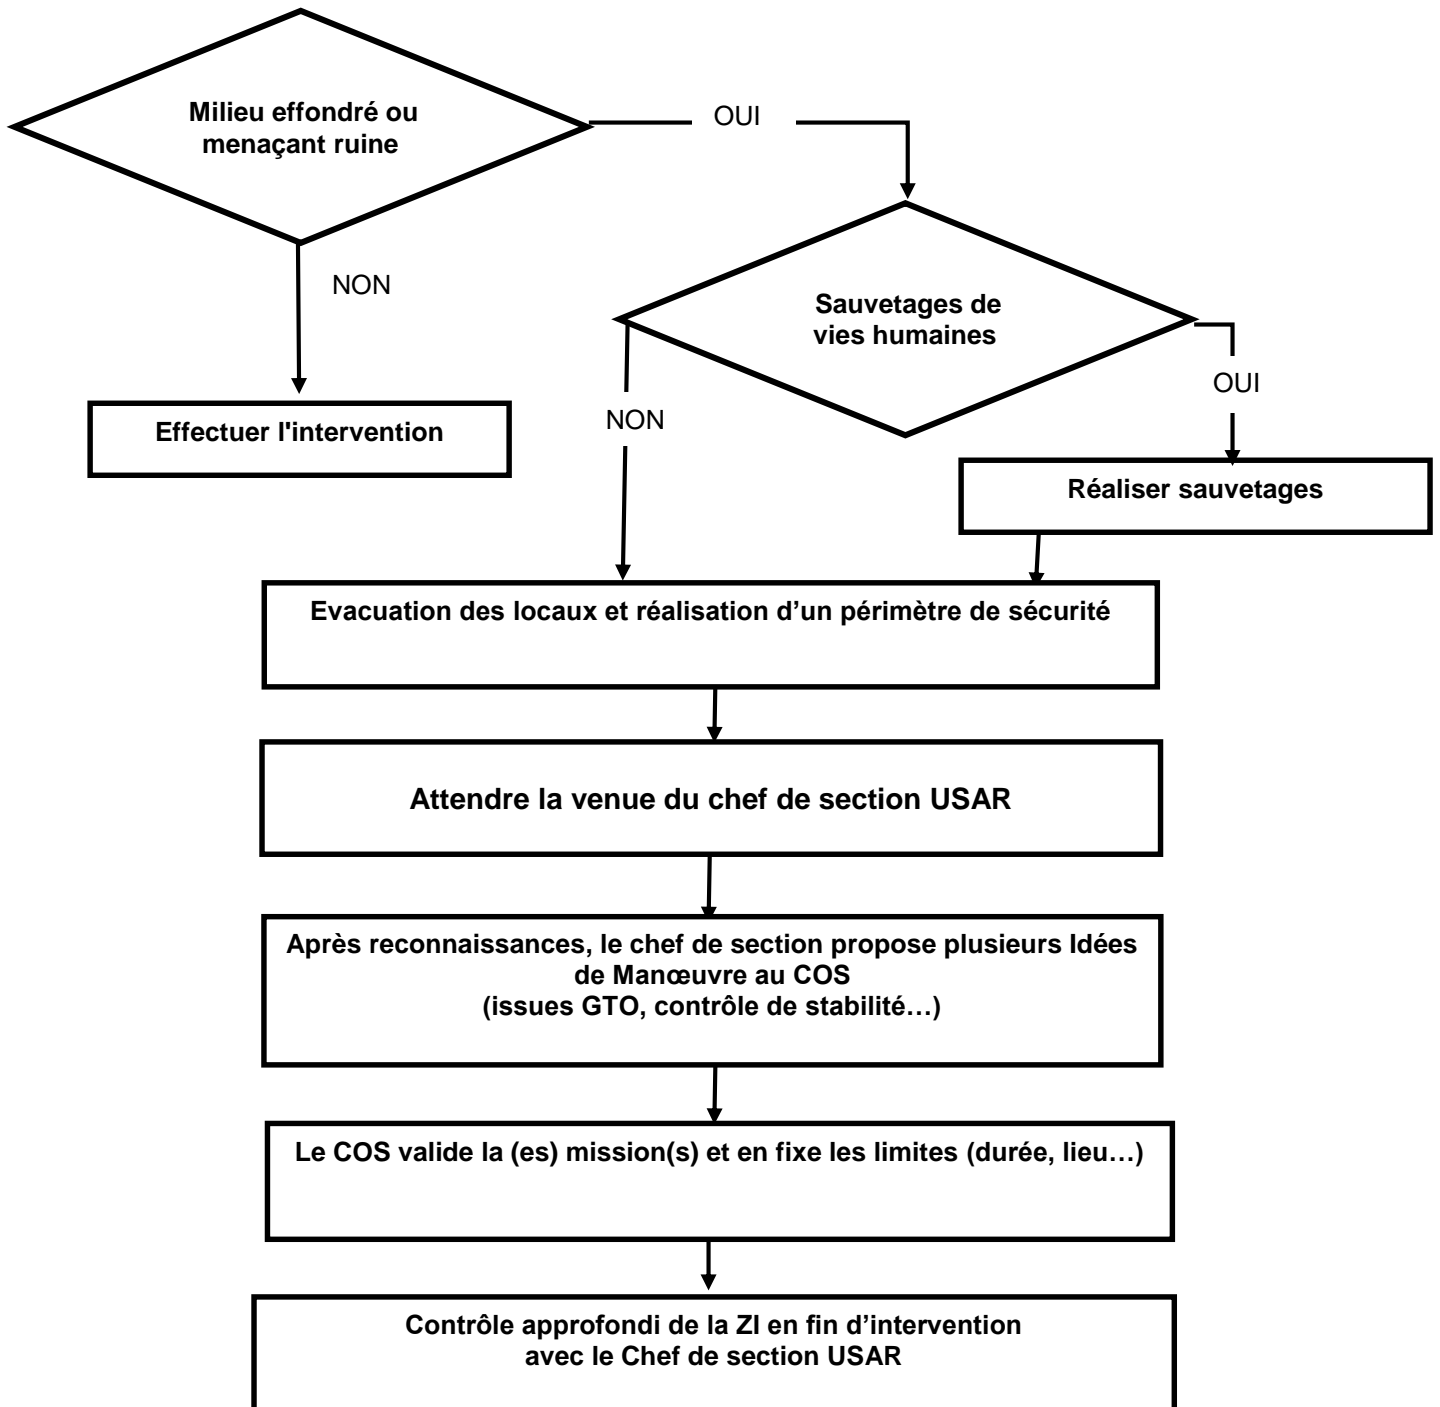 Milieu effondré ou
menaçant ruine
OUI
NON
Sauvetages de
vies humaines
OUI
NON
Effectuer l'intervention
Réaliser sauvetages
Evacuation des locaux et réalisation d’un périmètre de sécurité
Attendre la venue du chef de section USAR
Après reconnaissances, le chef de section propose plusieurs Idées
de Manœuvre au COS
(issues GTO, contrôle de stabilité…)
Le COS valide la (es) mission(s) et en fixe les limites (durée, lieu…)
Contrôle approfondi de la ZI en fin d’intervention
avec le Chef de section USAR